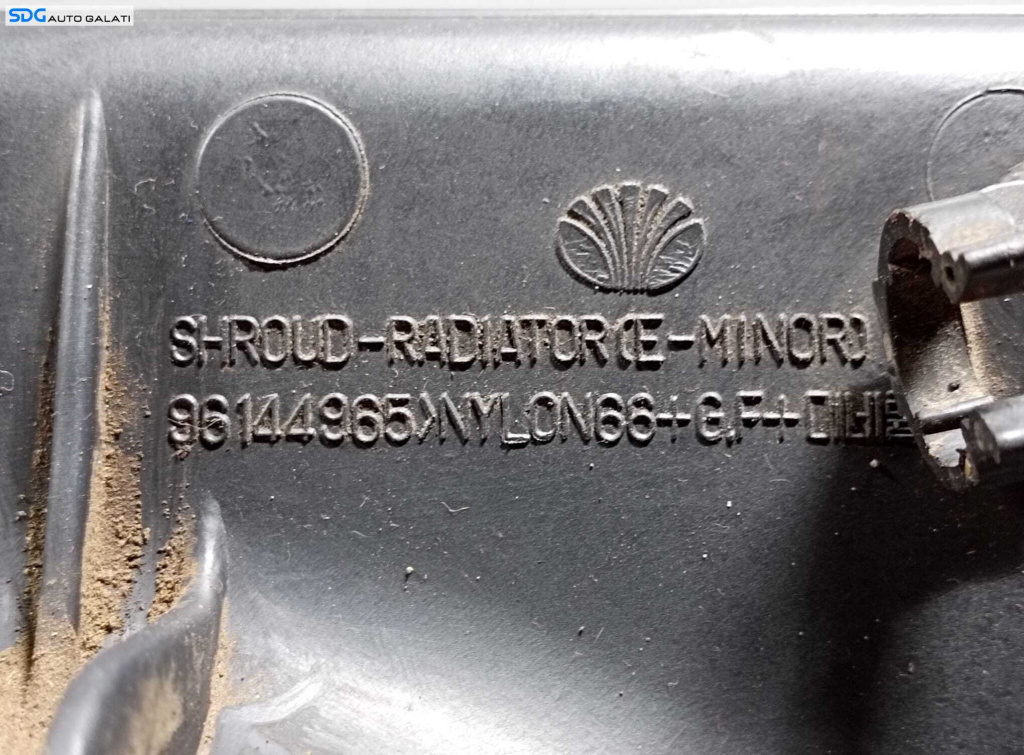 SDG AUTO GALATI
SHROUD-RADIATOR(E-MINOR)
96144965>NYLON66+G.F+